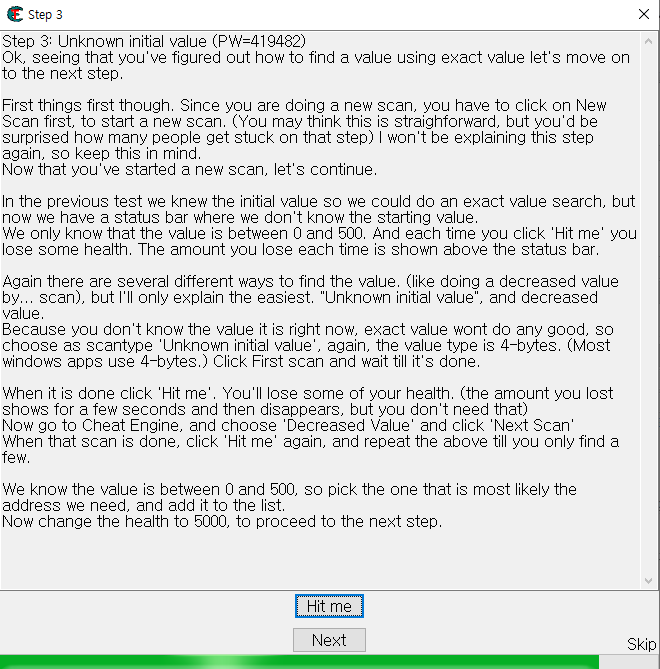 Step 3
Step 3: Unknown initial value (PW=419482)
Ok, seeing that you've figured out how to find a value using exact value let's move on
to the next step.
First things first though. Since you are doing a new scan, you have to click on New
Scan first, to start a new scan. (You may think this is straighforward, but you'd be
surprised how many people get stuck on that step) I won't be explaining this step
again, so keep this in mind.
Now that you've started a new scan, let's continue.
In the previous test we knew the initial value so we could do an exact value search, but
now we have a status bar where we don't know the starting value.
We only know that the value is between 0 and 500. And each time you click 'Hit me' you
lose some health. The amount you lose each time is shown above the status bar.
Again there are several different ways to find the value. (like doing a decreased value
by... scan), but I'll only explain the easiest. "Unknown initial value", and decreased
value.
Because you don't know the value it is right now, exact value wont do any good, so
choose as scantype 'Unknown initial value', again, the value type is 4-bytes. (Most
windows apps use 4-bytes.) Click First scan and wait till it's done.
When it is done click 'Hit me'. You'll lose some of your health. (the amount you lost
shows for a few seconds and then disappears, but you don't need that)
Now go to Cheat Engine, and choose 'Decreased Value' and click 'Next Scan'
When that scan is done, click 'Hit me' again, and repeat the above till you only find a
few.
We know the value is between 0 and 500, so pick the one that is most likely the
address we need, and add it to the list.
Now change the health to 5000, to proceed to the next step.
Hit me
Next
Skip